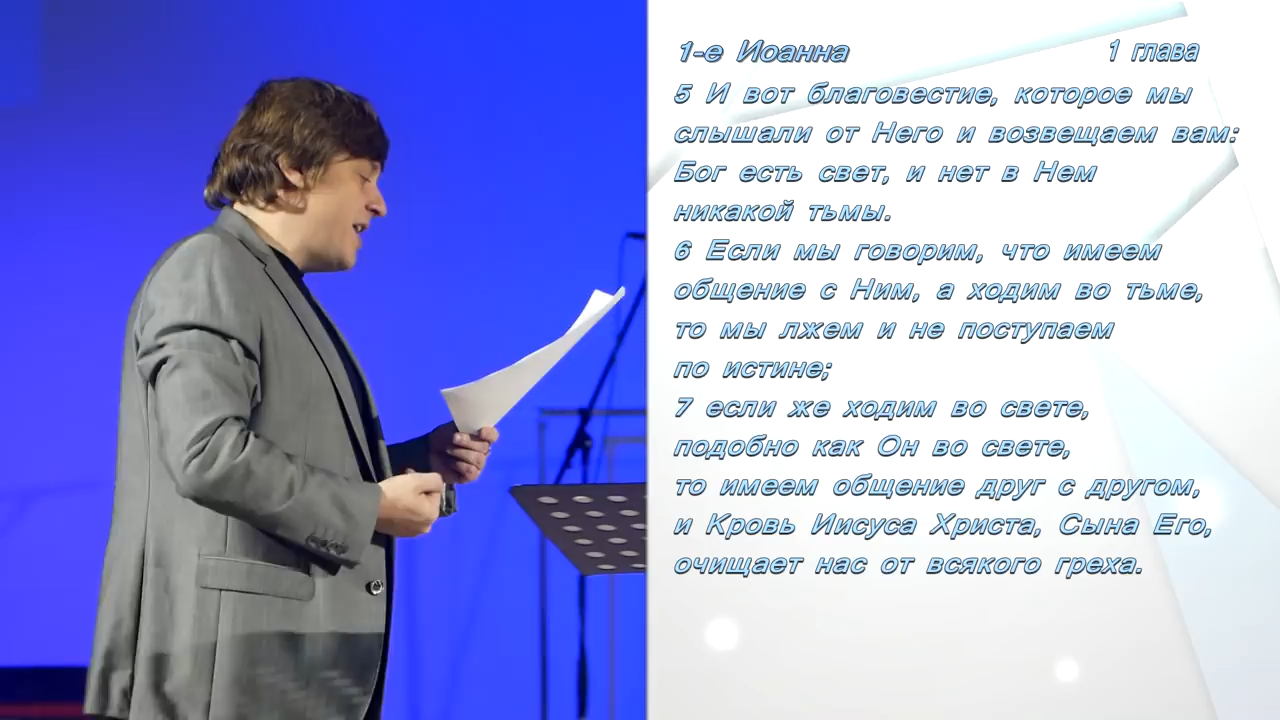 1-е Иоанна 1 глава
5 И вот благовестие, которое мы
слышали от Него и возвещаем вам:
Бог есть свет, и нет в Нем
никакой тьмы.
6 Если мы говорим, что имеем
общение с Ним, а ходим во тьме,
то мы лжем и не поступаем
по истине;
7 если же ходим во свете,
подобно как Он во свете,
то имеем общение друг с другом,
и Кровь Иисуса Христа, Сына Его,
очищает нас от всякого греха.